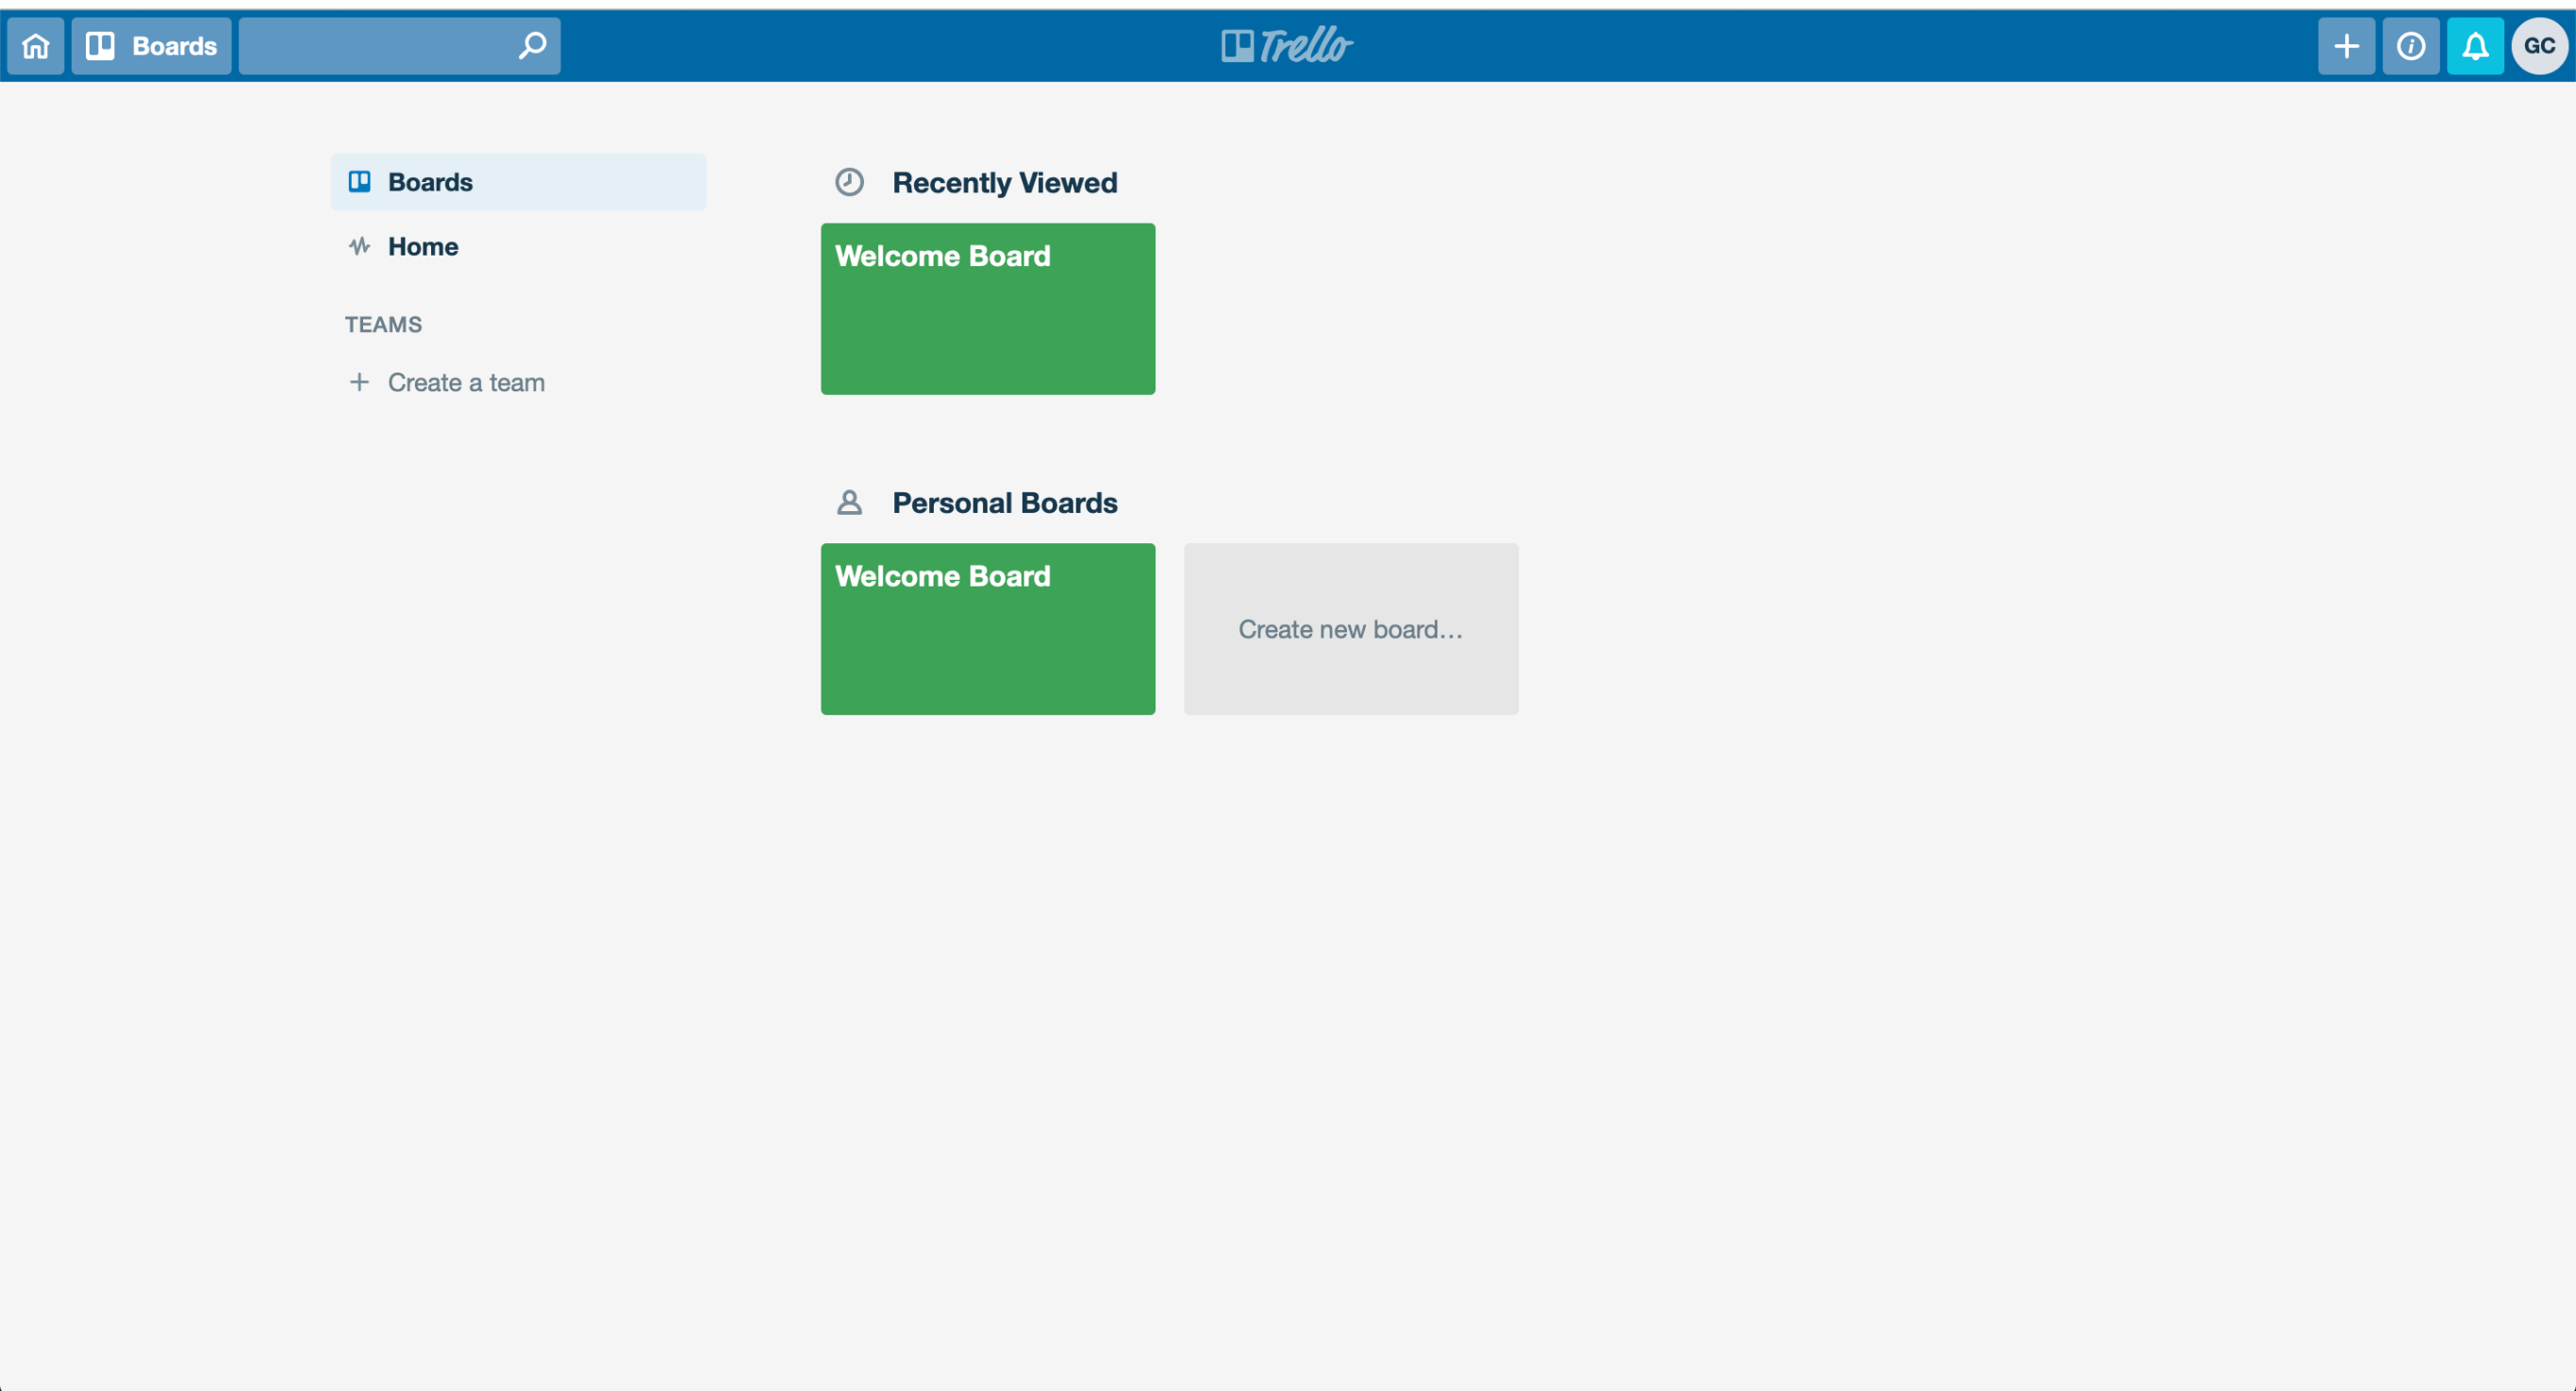 Boards
Trello
GC
Boards
Home
TEAMS
Create a team
Recently Viewed
Welcome Board
Personal Boards
Welcome Board
Create new board…